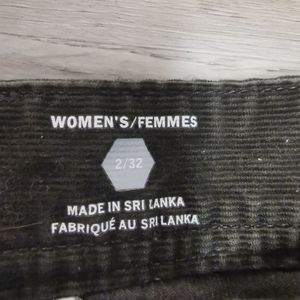 WOMEN'S/FEMMES
2/32
MADE IN SRI LANKA
FABRIQUÉ AU SRI LANKA